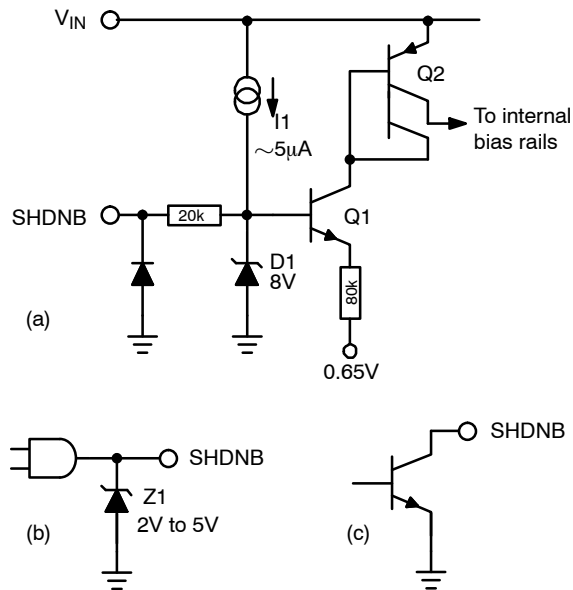 V_IN
Q2
I1
~5μA
To internal
bias rails
SHDNB
20k
Q1
D1
8V
80k
(a)
0.65V
SHDNB
SHDNB
Z1
2V to 5V
(b)
(c)